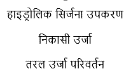 हाइड्रोलिक सिर्जना उपकरण
निकासी उर्जा
तरल उर्जा परिवर्तन